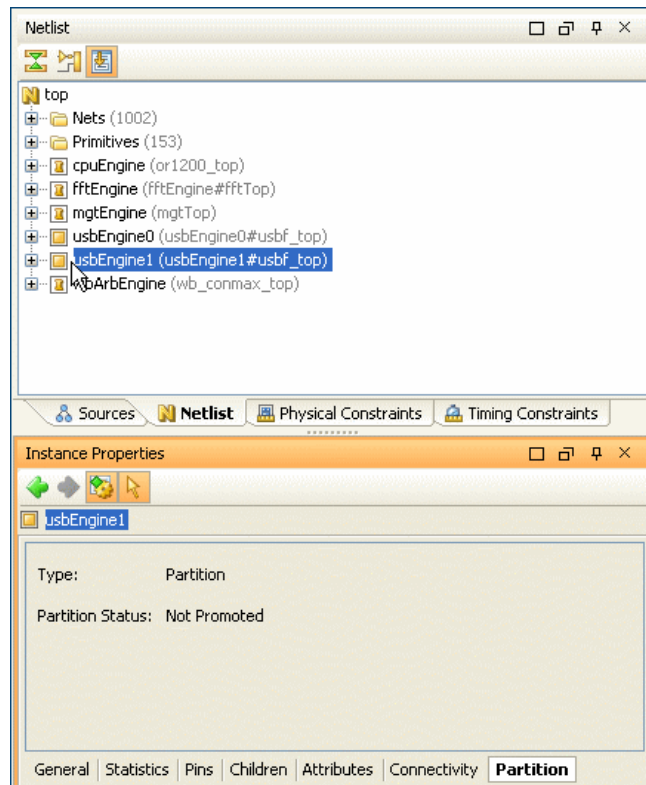 Netlist
top
Nets (1002)
Primitives (153)
cpuEngine (or1200_top)
fftEngine (fftEngine#fftTop)
mgtEngine (mgtTop)
usbEngine0 (usbEngine0#usbf_top)
usbEngine1 (usbEngine1#usbf_top)
wbArbEngine (wb_conmax_top)
Sources Netlist Physical Constraints Timing Constraints
Instance Properties
usbEngine1
Type: Partition
Partition Status: Not Promoted
General Statistics Pins Children Attributes Connectivity Partition